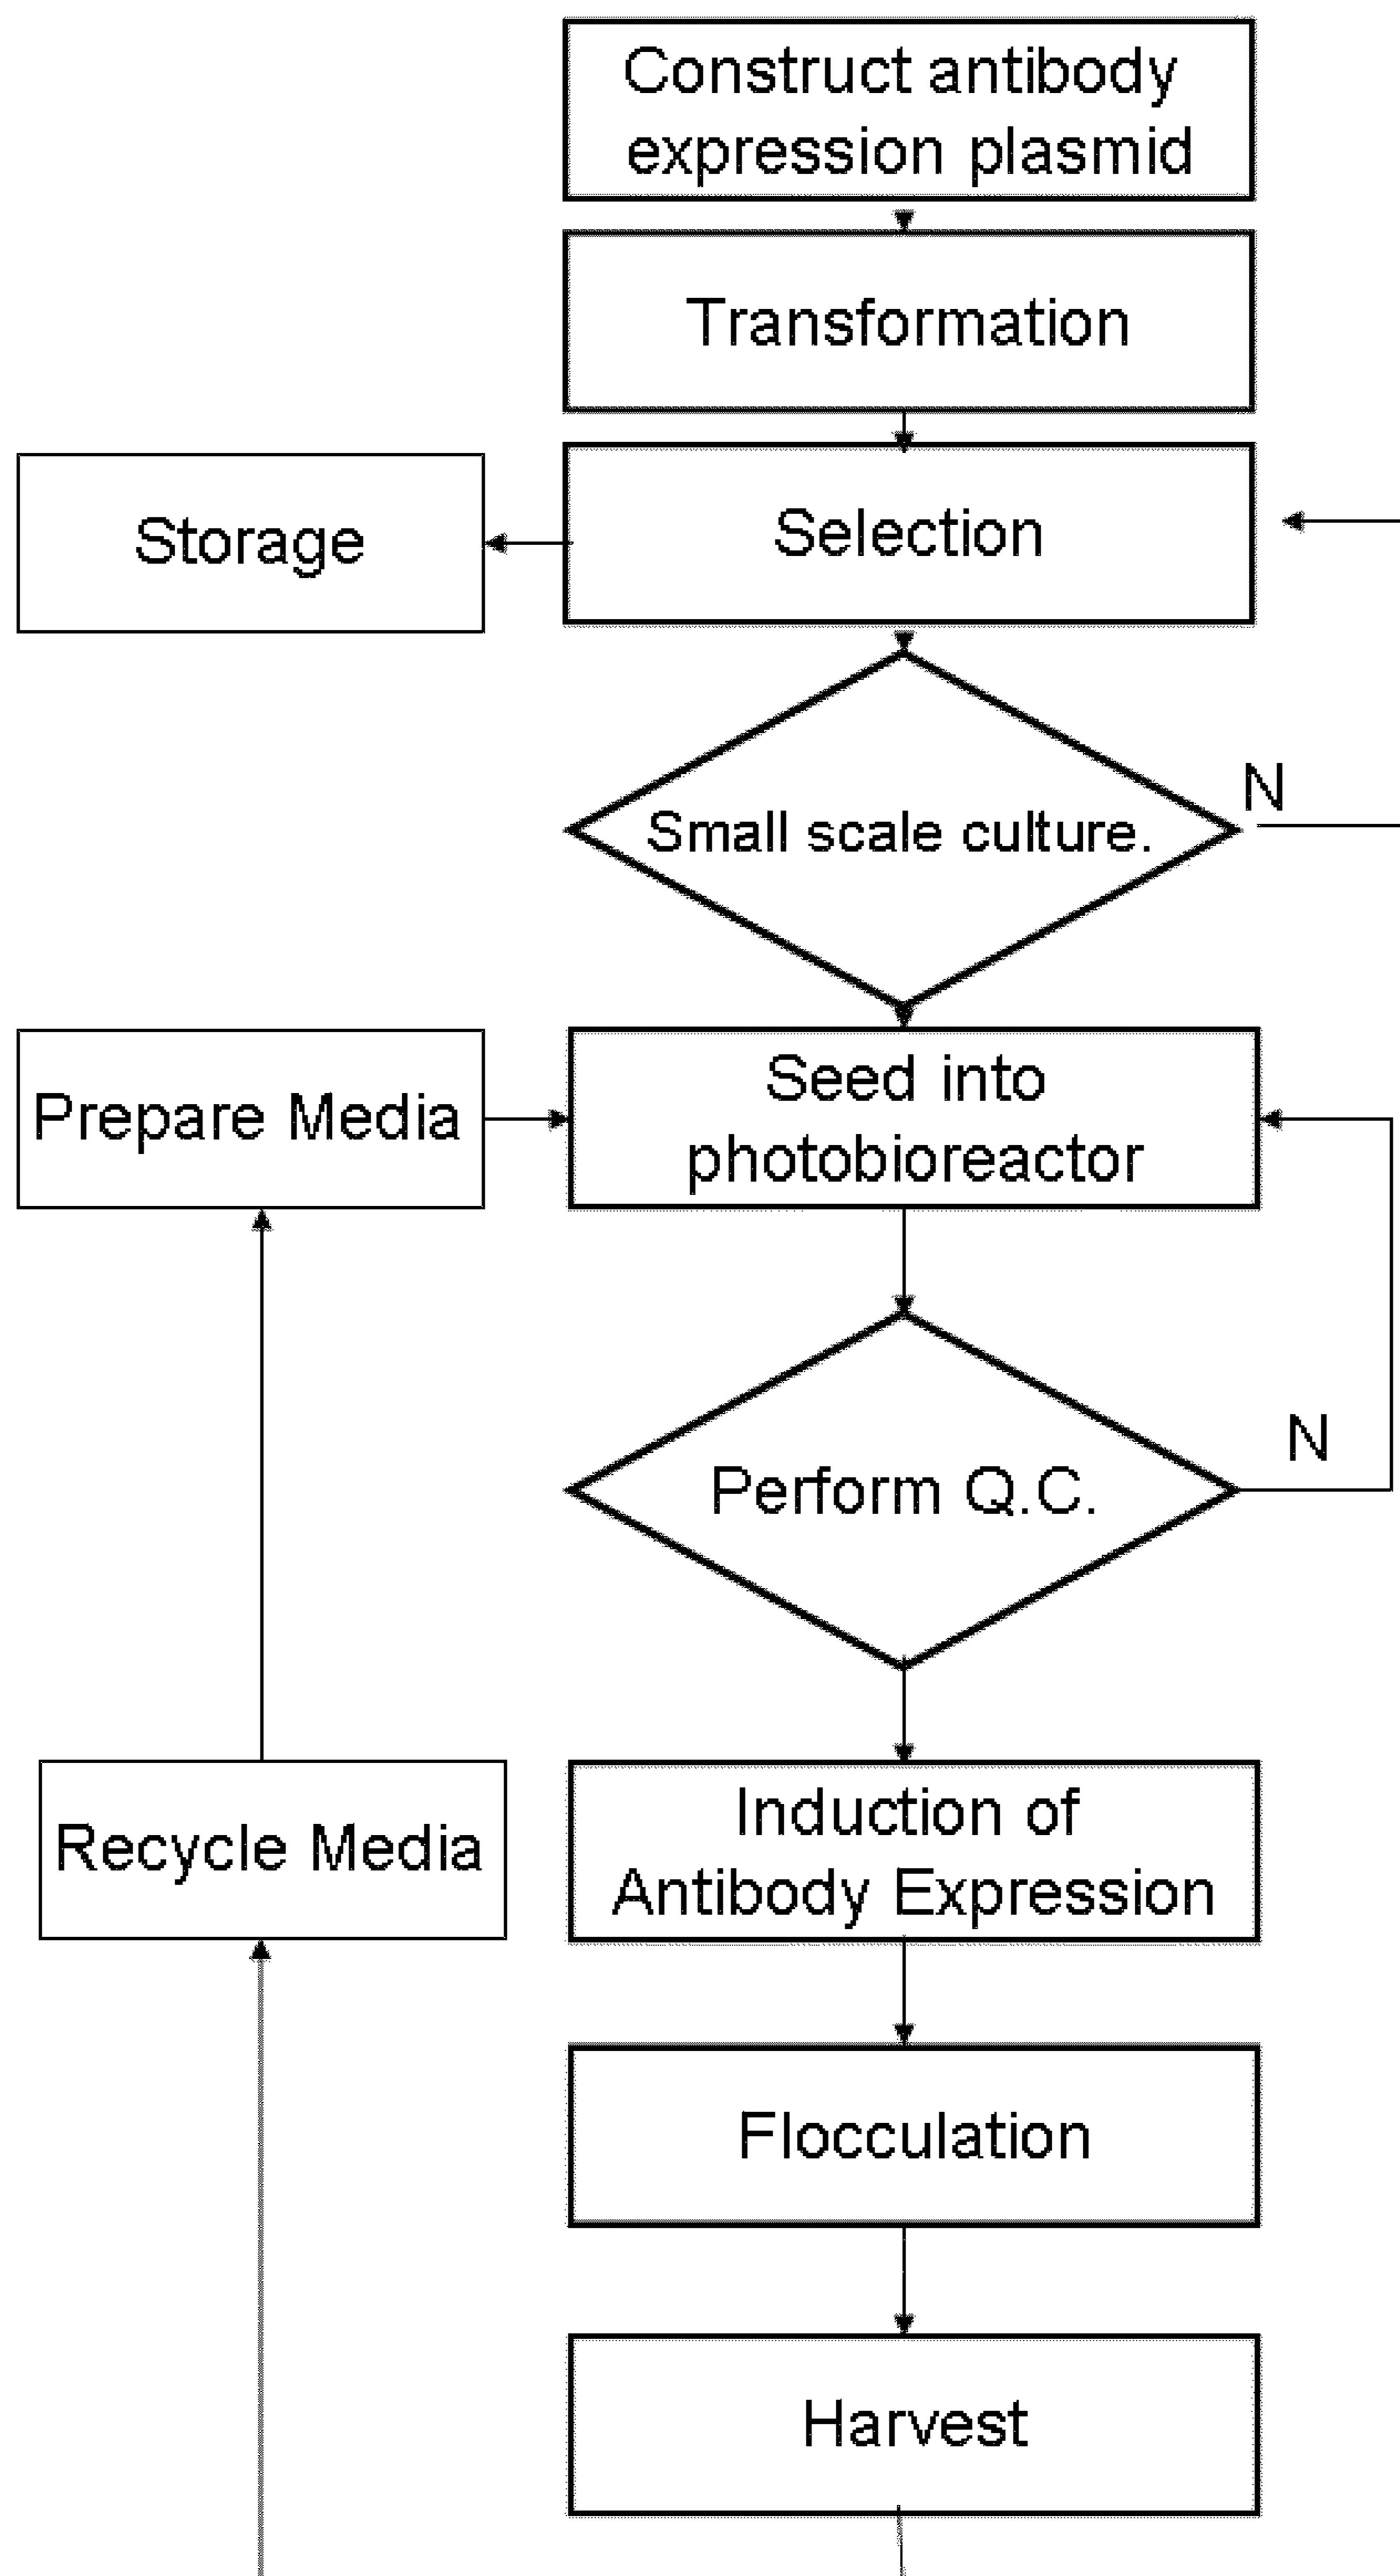 Construct antibody
expression plasmid
Transformation
Storage
Selection
N
Small scale culture.
Prepare Media
Seed into
photobioreactor
N
Perform Q.C.
Recycle Media
Induction of
Antibody Expression
Flocculation
Harvest